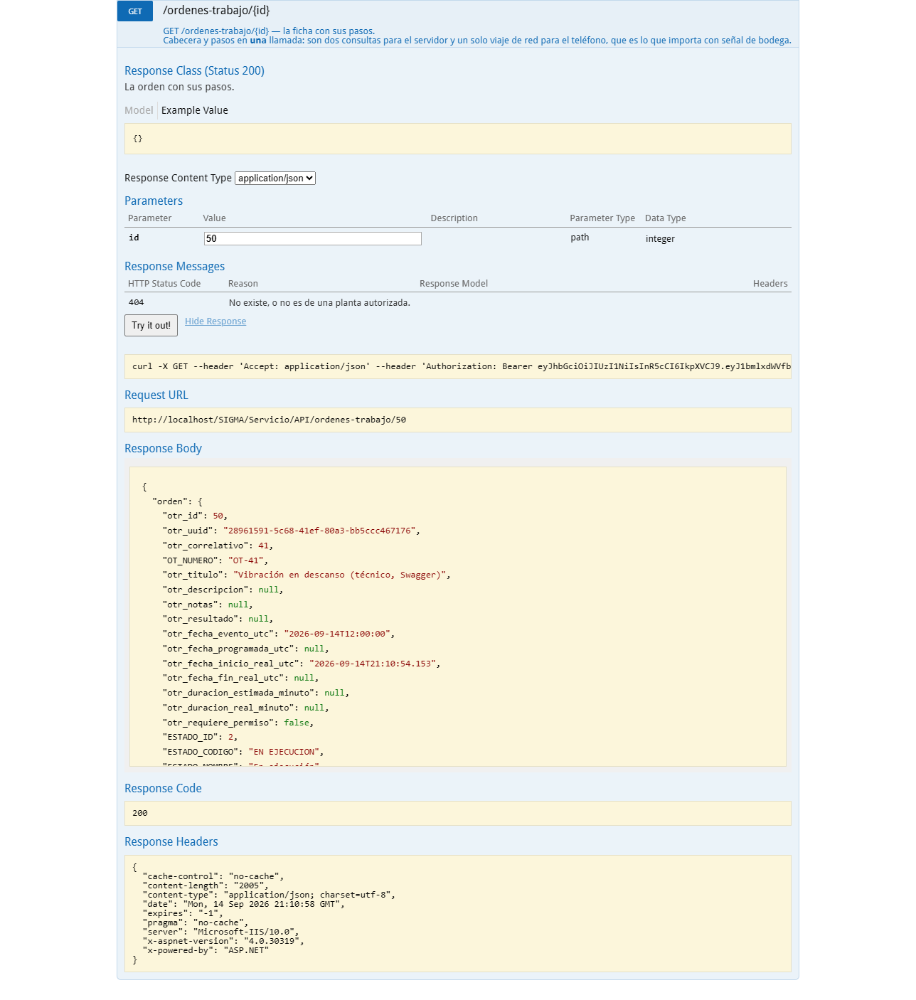 GET /ordenes-trabajo/{id}
GET /ordenes-trabajo/{id} — la ficha con sus pasos.
Cabecera y pasos en una llamada: son dos consultas para el servidor y un solo viaje de red para el teléfono, que es lo que importa con señal de bodega.
Response Class (Status 200)
La orden con sus pasos.
Model Example Value
{}
Response Content Type application/json
Parameters
Parameter Value Description Parameter Type Data Type
id 50 path integer
Response Messages
HTTP Status Code Reason Response Model Headers
404 No existe, o no es de una planta autorizada.
Try it out! Hide Response
curl -X GET --header 'Accept: application/json' --header 'Authorization: Bearer eyJhbGciOiJIUzI1NiIsInR5cCI6IkpXVCJ9.eyJ1bmlxdWVfb
Request URL
http://localhost/SIGMA/Servicio/API/ordenes-trabajo/50
Response Body
{
"orden": {
"otr_id": 50,
"otr_uuid": "28961591-5c68-41ef-80a3-bb5ccc467176",
"otr_correlativo": 41,
"OT_NUMERO": "OT-41",
"otr_titulo": "Vibración en descanso (técnico, Swagger)",
"otr_descripcion": null,
"otr_notas": null,
"otr_resultado": null,
"otr_fecha_evento_utc": "2026-09-14T12:00:00",
"otr_fecha_programada_utc": null,
"otr_fecha_inicio_real_utc": "2026-09-14T21:10:54.153",
"otr_fecha_fin_real_utc": null,
"otr_duracion_estimada_minuto": null,
"otr_duracion_real_minuto": null,
"otr_requiere_permiso": false,
"ESTADO_ID": 2,
"ESTADO_CODIGO": "EN EJECUCION",
"ESTADO_NOMBRE": "En ejecución",
Response Code
200
Response Headers
{
"cache-control": "no-cache",
"content-length": "2005",
"content-type": "application/json; charset=utf-8",
"date": "Mon, 14 Sep 2026 21:10:58 GMT",
"expires": "-1",
"pragma": "no-cache",
"server": "Microsoft-IIS/10.0",
"x-aspnet-version": "4.0.30319",
"x-powered-by": "ASP.NET"
}